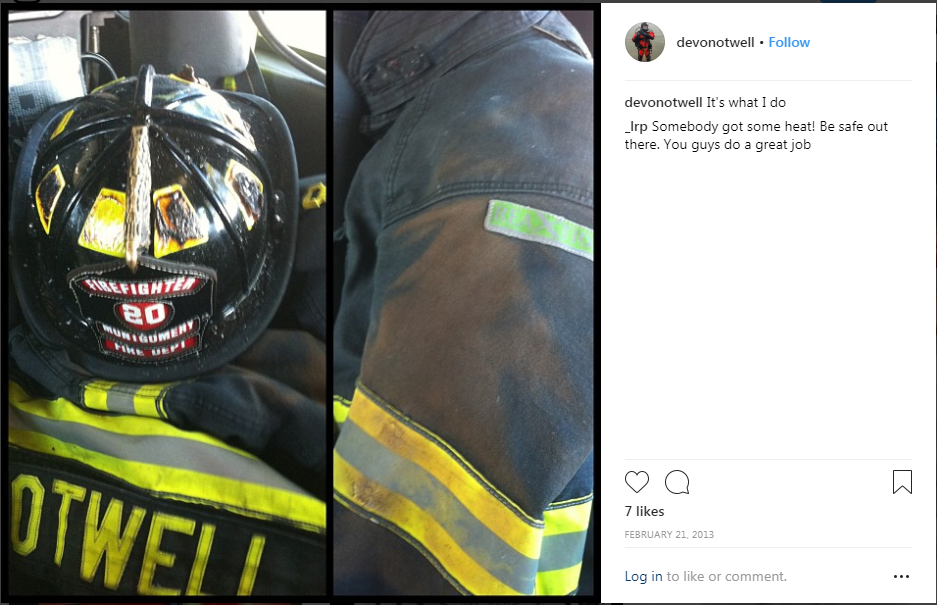 FIREFIGHTER
20
MONTGOMERY
FIRE DEPT
OTWELL
devonotwell • Follow
devonotwell It's what I do
_lrp Somebody got some heat! Be safe out
there. You guys do a great job
7 likes
FEBRUARY 21, 2013
Log in to like or comment.